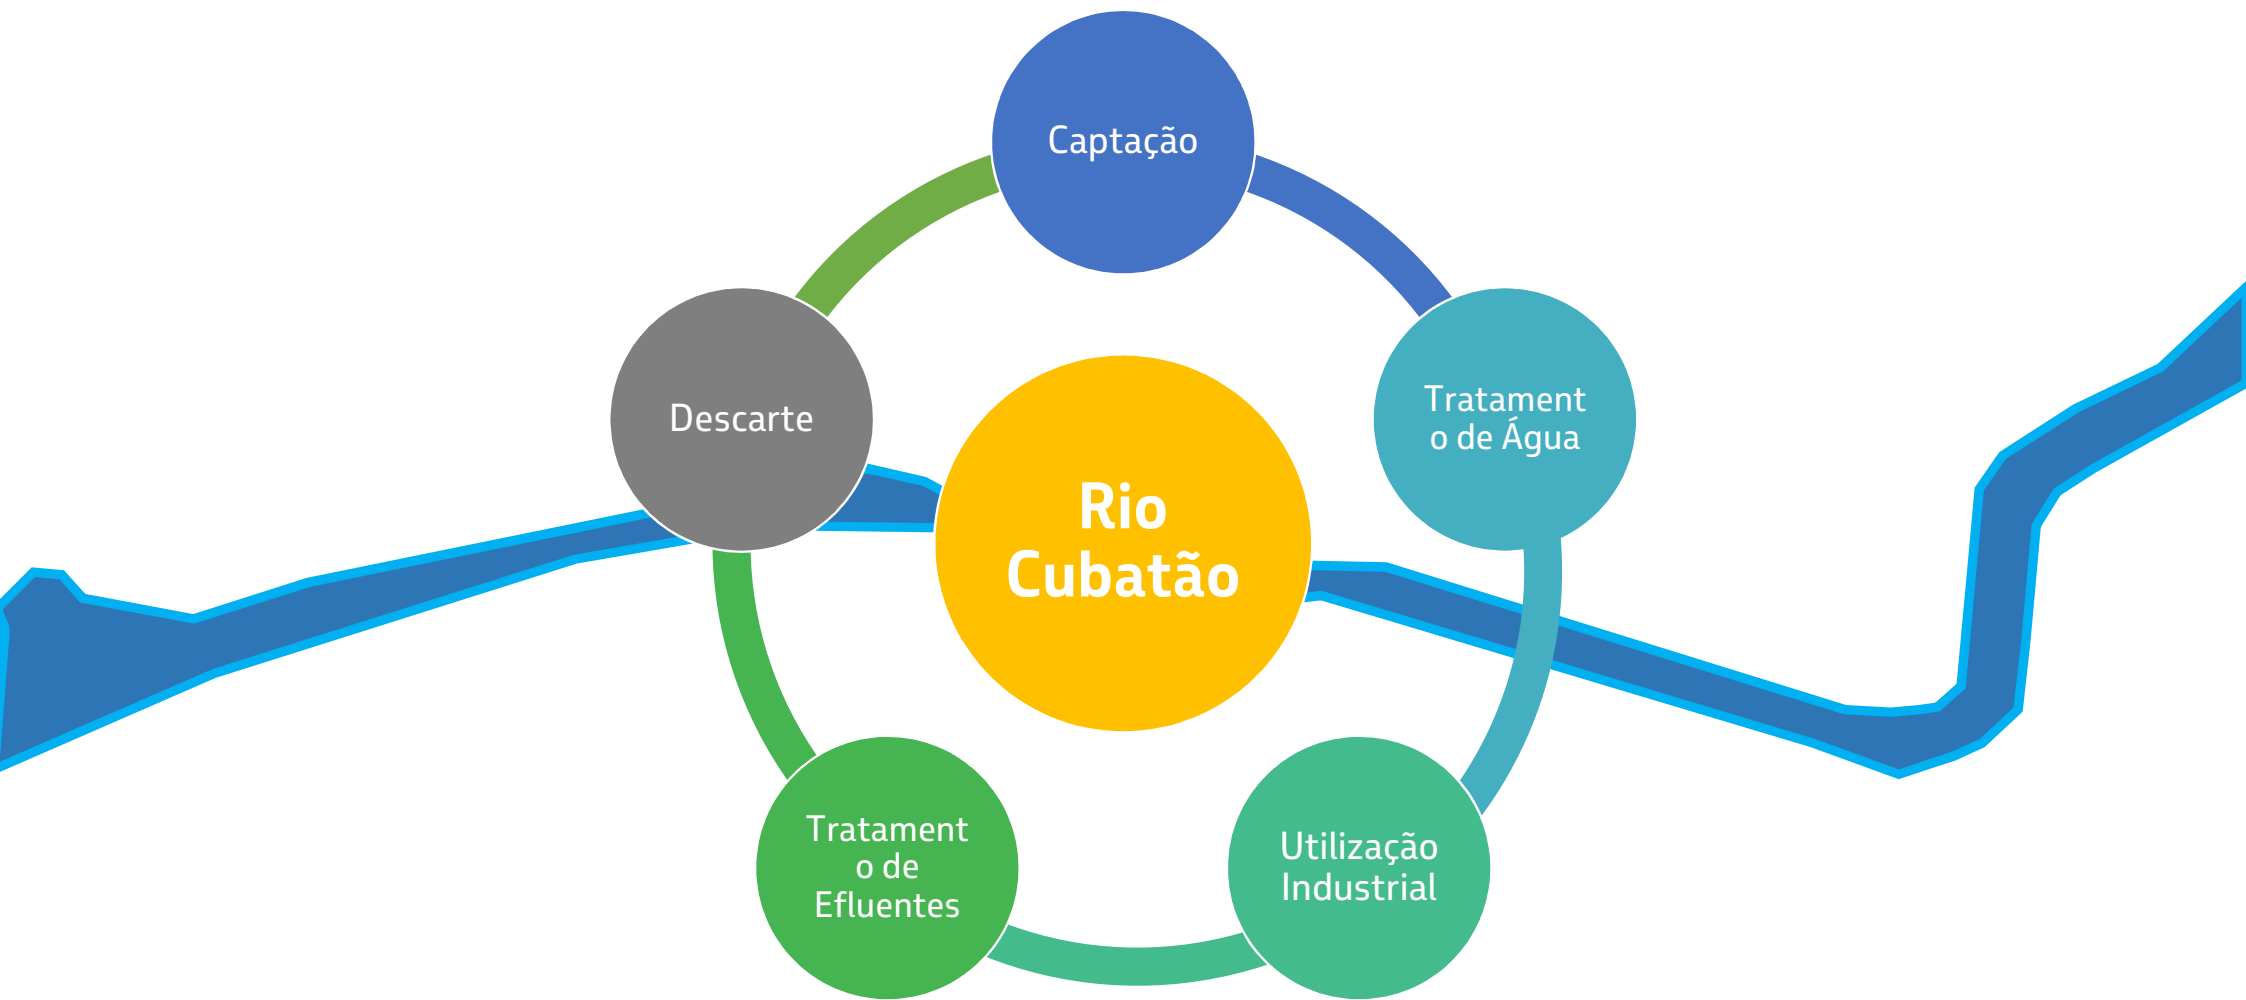 Captação
Descarte
Tratament
o de Água
Rio
Cubatão
Tratament
o de
Efluentes
Utilização
Industrial